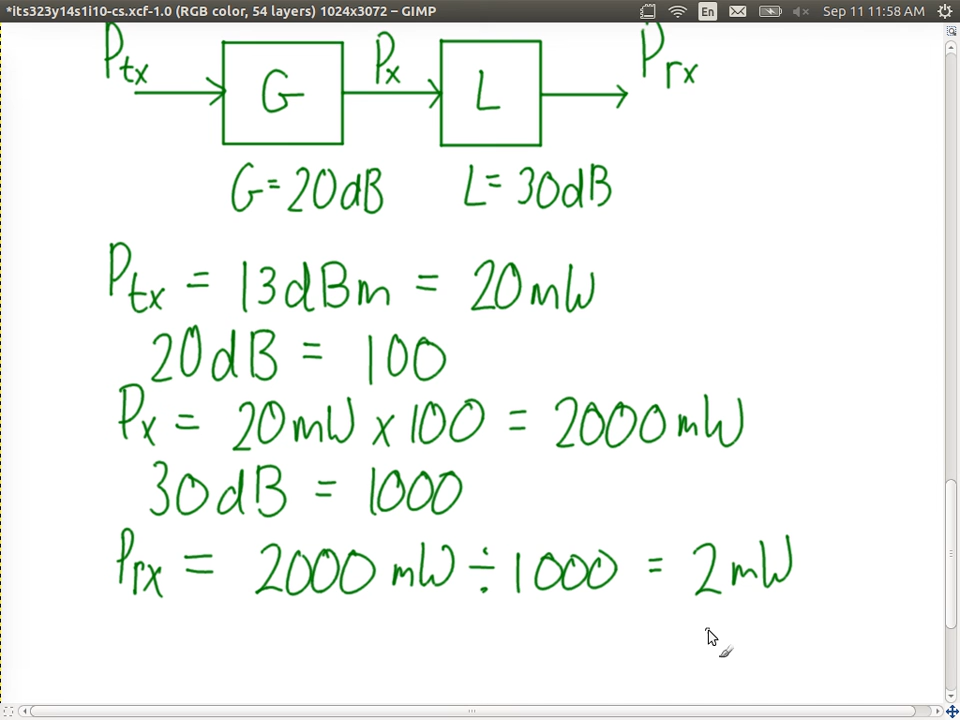 *its323y14s1i10-cs.xcf-1.0 (RGB color, 54 layers) 1024x3072 – GIMP En Sep 11 11:58 AM
Ptx G Px L Prx
G = 20dB L = 30dB
Ptx = 13dBm = 20mW
20dB = 100
Px = 20mW x 100 = 2000mW
30dB = 1000
Prx = 2000mW ÷ 1000 = 2mW